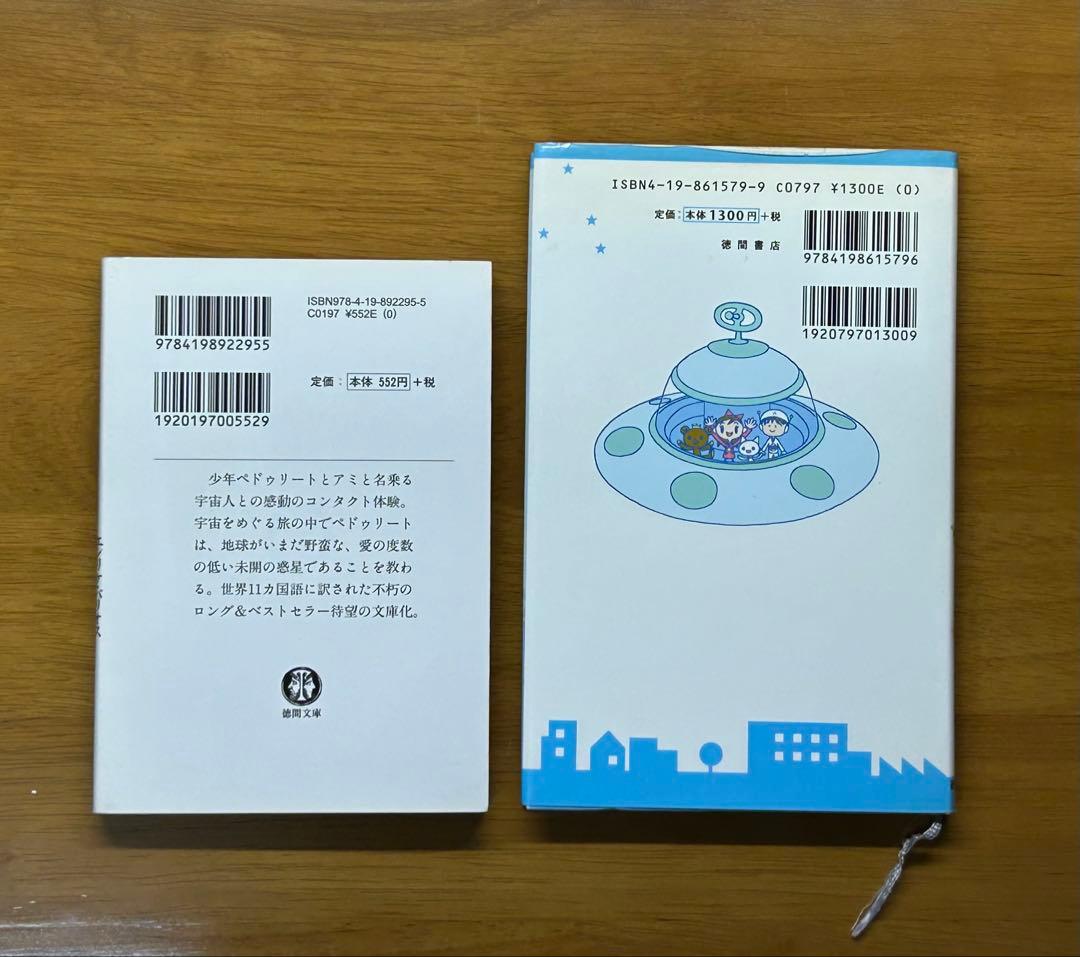 ISBN978-4-19-892295-5
C0197 ¥552E (0)
9784198922955
定価：本体 552円＋税
1920197005529
少年ペドゥリートとアミと名乗る
宇宙人との感動のコンタクト体験。
宇宙をめぐる旅の中でペドゥリート
は、地球がいまだ野蛮な、愛の度数
の低い未開の惑星であることを教わ
る。世界11カ国語に訳された不朽の
ロング＆ベストセラー待望の文庫化。
徳間文庫
ISBN4-19-861579-9 C0797 ¥1300E (0)
定価：本体1300円＋税
徳間書店
9784198615796
1920797013009